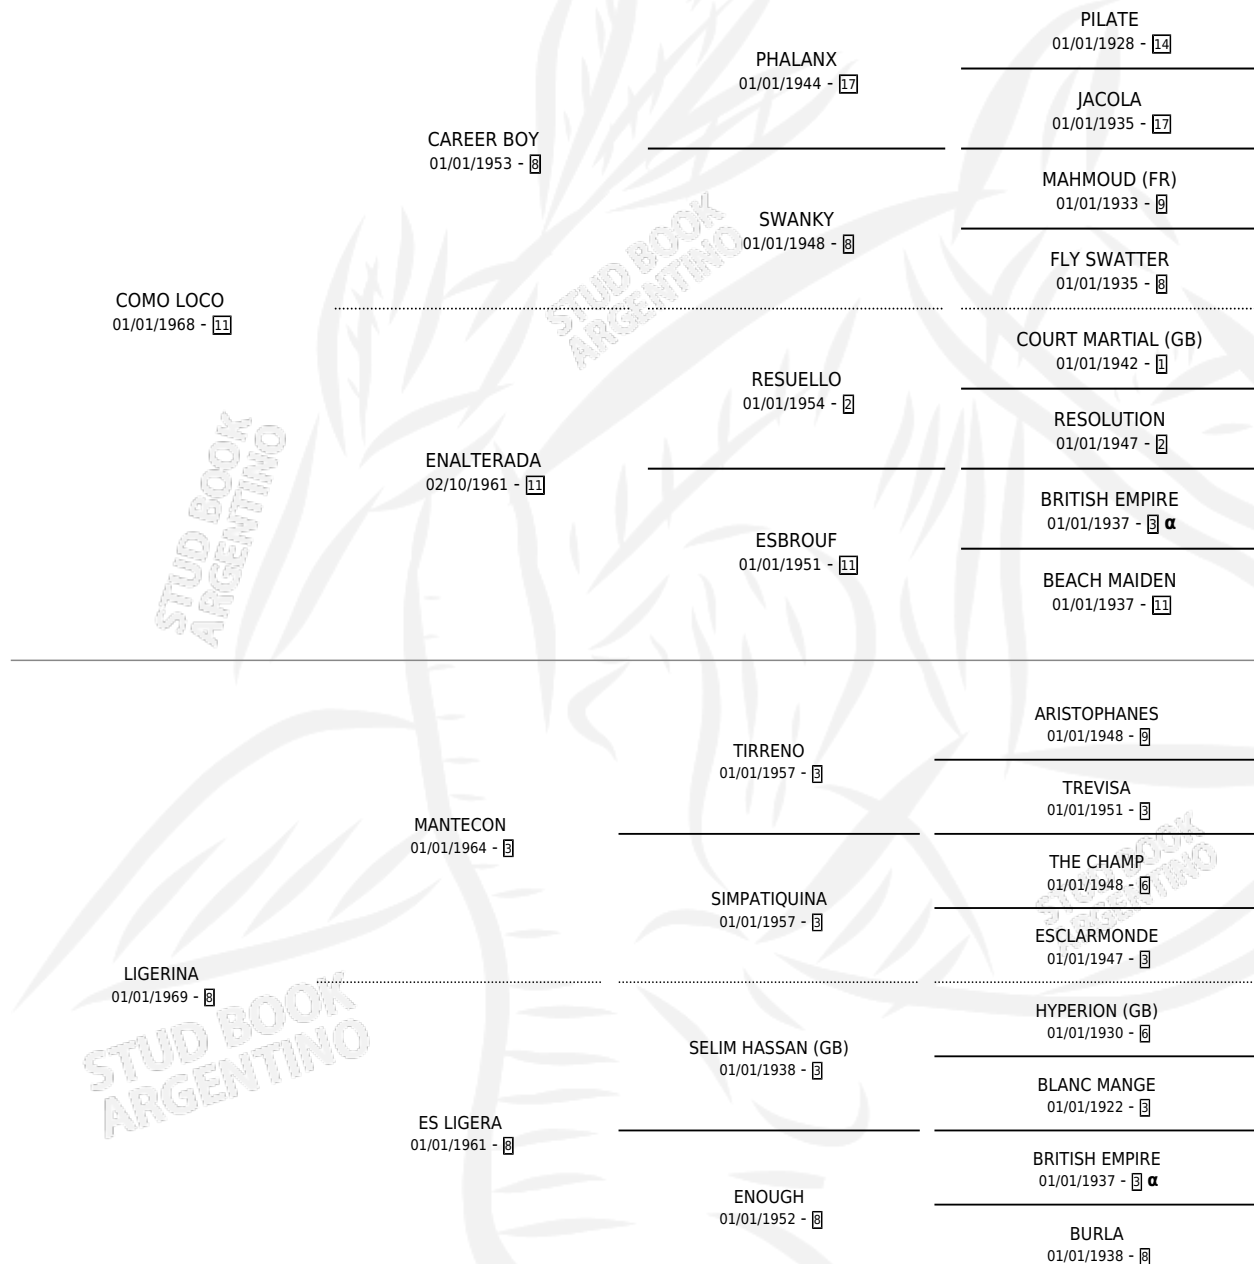 PILATE
01/01/1928 - 14
PHALANX
01/01/1944 - 17
JACOLA
01/01/1935 - 17
CAREER BOY
01/01/1953 - 8
MAHMOUD (FR)
01/01/1933 - 9
SWANKY
01/01/1948 - 8
FLY SWATTER
01/01/1935 - 8
COMO LOCO
01/01/1968 - 11
COURT MARTIAL (GB)
01/01/1942 - 1
RESUELLO
01/01/1954 - 2
RESOLUTION
01/01/1947 - 2
ENALTERADA
02/10/1961 - 11
BRITISH EMPIRE
01/01/1937 - 3 α
ESBROUF
01/01/1951 - 11
BEACH MAIDEN
01/01/1937 - 11
STUD BOOK
ARGENTINO
STUD BOOK
ARGENTINO
ARISTOPHANES
01/01/1948 - 9
TIRRENO
01/01/1957 - 3
TREVISA
01/01/1951 - 3
MANTECON
01/01/1964 - 3
THE CHAMP
01/01/1948 - 6
SIMPATIQUINA
01/01/1957 - 3
ESCLARMONDE
01/01/1947 - 3
STUD BOOK
ARGENTINO
LIGERINA
01/01/1969 - 8
HYPERION (GB)
01/01/1930 - 6
SELIM HASSAN (GB)
01/01/1938 - 3
BLANC MANGE
01/01/1922 - 3
ES LIGERA
01/01/1961 - 8
BRITISH EMPIRE
01/01/1937 - 3 α
ENOUGH
01/01/1952 - 8
BURLA
01/01/1938 - 8
STUD BOOK
ARGENTINO